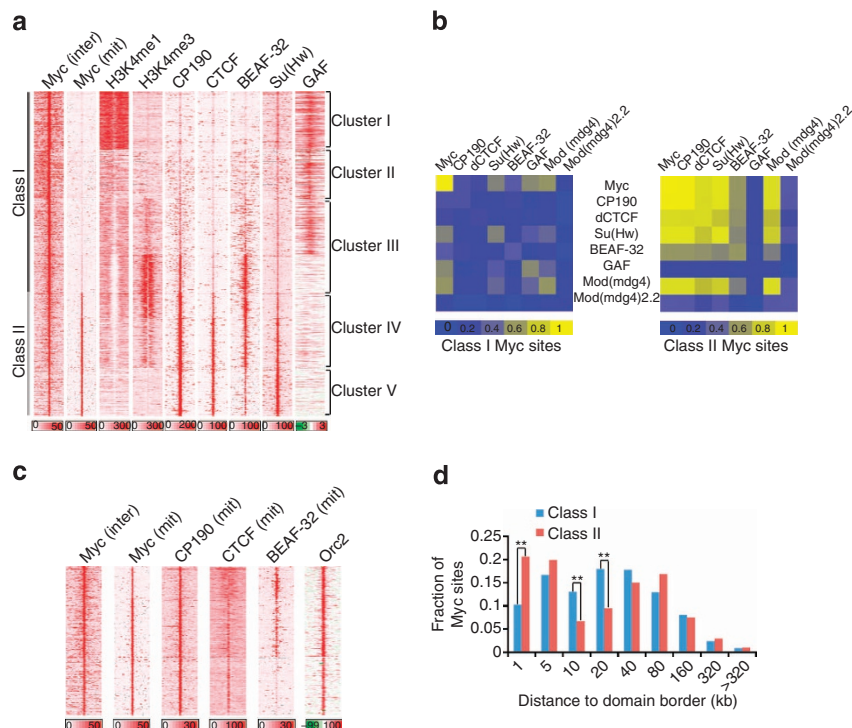 a
Myc (inter)
Myc (mit)
H3K4me1
H3K4me3
CP190
CTCF
BEAF-32
Su(Hw)
GAF
Class I
Class II
Cluster I
Cluster II
Cluster III
Cluster IV
Cluster V
0 50 0 50 0 300 0 300 0 200 0 100 0 100 0 100 –3 3
b
Myc
CP190
dCTCF
Su(Hw)
BEAF-32
GAF
Mod (mdg4)
Mod(mdg4)2.2
Myc
CP190
dCTCF
Su(Hw)
BEAF-32
GAF
Mod(mdg4)
Mod(mdg4)2.2
Myc
CP190
dCTCF
Su(Hw)
BEAF-32
GAF
Mod (mdg4)
Mod(mdg4)2.2
0 0.2 0.4 0.6 0.8 1
Class I Myc sites
0 0.2 0.4 0.6 0.8 1
Class II Myc sites
c
Myc (inter)
Myc (mit)
CP190 (mit)
CTCF (mit)
BEAF-32 (mit)
Orc2
0 50 0 50 0 30 0 100 0 30 –99 100
d
Class I
Class II
Fraction of
Myc sites
0.25
0.2
0.15
0.1
0.05
0
** ** **
1 5 10 20 40 80 160 320 >320
Distance to domain border (kb)